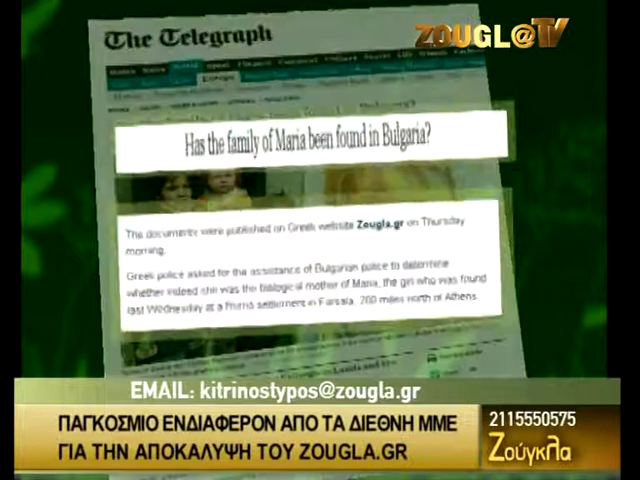 The Telegraph
ZOUGL@TV
Europe
Has the family of Maria been found in Bulgaria?
The documents were published on Greek website Zougla.gr on Thursday
morning.
Greek police asked for the assistance of Bulgarian police to determine
whether indeed she was the biological mother of Maria, the girl who was found
last Wednesday at a Roma settlement in Farsala, 200 miles north of Athens.
EMAIL: kitrinostypos@zougla.gr
ΠΑΓΚΟΣΜΙΟ ΕΝΔΙΑΦΕΡΟΝ ΑΠΟ ΤΑ ΔΙΕΘΝΗ ΜΜΕ
ΓΙΑ ΤΗΝ ΑΠΟΚΑΛΥΨΗ ΤΟΥ ZOUGLA.GR
2115550575
Ζούγκλα